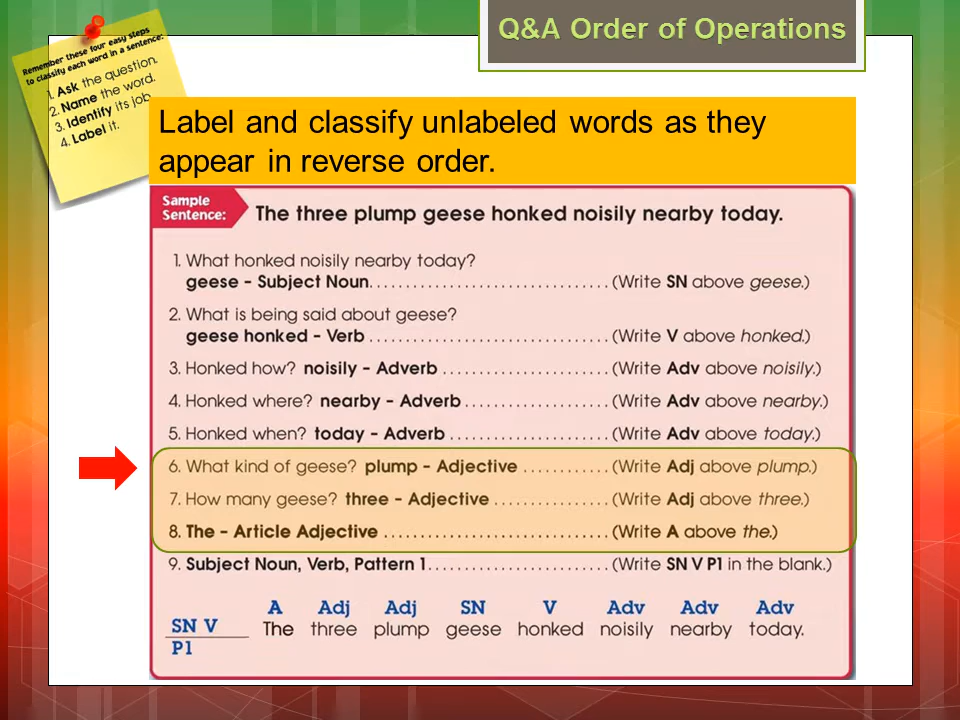 Q&A Order of Operations
Remember these four easy steps
to classify each word in a sentence:
1. Ask the question.
2. Name the word.
3. Identify its job.
4. Label it.
Label and classify unlabeled words as they
appear in reverse order.
Sample
Sentence:
The three plump geese honked noisily nearby today.
1. What honked noisily nearby today?
geese - Subject Noun.................................(Write SN above geese.)
2. What is being said about geese?
geese honked - Verb.................................(Write V above honked.)
3. Honked how? noisily - Adverb.......................(Write Adv above noisily.)
4. Honked where? nearby - Adverb....................(Write Adv above nearby.)
5. Honked when? today - Adverb......................(Write Adv above today.)
6. What kind of geese? plump - Adjective............(Write Adj above plump.)
7. How many geese? three - Adjective................(Write Adj above three.)
8. The - Article Adjective...............................(Write A above the.)
9. Subject Noun, Verb, Pattern 1.........................(Write SN V P1 in the blank.)
A Adj Adj SN V Adv Adv Adv
SN V The three plump geese honked noisily nearby today.
P1